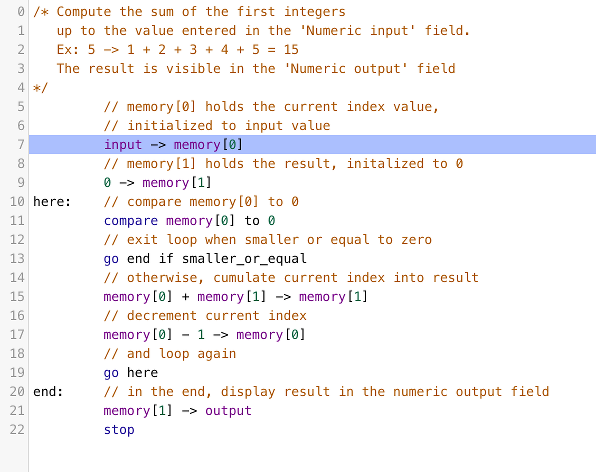 0 /* Compute the sum of the first integers
1 up to the value entered in the 'Numeric input' field.
2 Ex: 5 -> 1 + 2 + 3 + 4 + 5 = 15
3 The result is visible in the 'Numeric output' field
4 */
5 // memory[0] holds the current index value,
6 // initialized to input value
7 input -> memory[0]
8 // memory[1] holds the result, initalized to 0
9 0 -> memory[1]
10 here: // compare memory[0] to 0
11 compare memory[0] to 0
12 // exit loop when smaller or equal to zero
13 go end if smaller_or_equal
14 // otherwise, cumulate current index into result
15 memory[0] + memory[1] -> memory[1]
16 // decrement current index
17 memory[0] - 1 -> memory[0]
18 // and loop again
19 go here
20 end: // in the end, display result in the numeric output field
21 memory[1] -> output
22 stop